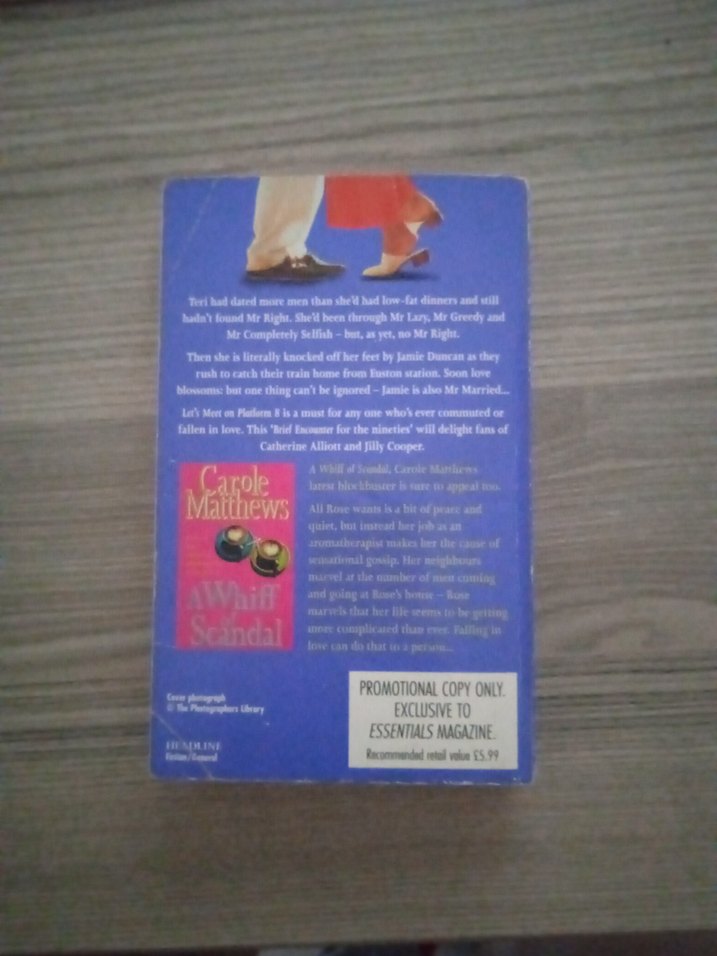 Teri had dated more men than she'd had low-fat dinners and still
hadn't found Mr Right. She'd been through Mr Lazy, Mr Greedy and
Mr Completely Selfish – but, as yet, no Mr Right.
Then she is literally knocked off her feet by Jamie Duncan as they
rush to catch their train home from Euston station. Soon love
blossoms: but one thing can't be ignored – Jamie is also Mr Married...
Let's Meet on Platform 8 is a must for any one who's ever commuted or
fallen in love. This 'Brief Encounter for the nineties' will delight fans of
Catherine Alliott and Jilly Cooper.
Carole
Matthews
A Whiff
of
Scandal
A Whiff of Scandal, Carole Matthews
latest blockbuster is sure to appeal too.
All Rose wants is a bit of peace and
quiet, but instead her job as an
aromatherapist makes her the cause of
sensational gossip. Her neighbours
marvel at the number of men coming
and going at Rose's house – Rose
marvels that her life seems to be getting
more complicated than ever. Falling in
love can do that to a person...
Cover photograph
© The Photographers Library
HEADLINE
Fiction/General
PROMOTIONAL COPY ONLY.
EXCLUSIVE TO
ESSENTIALS MAGAZINE.
Recommended retail value £5.99